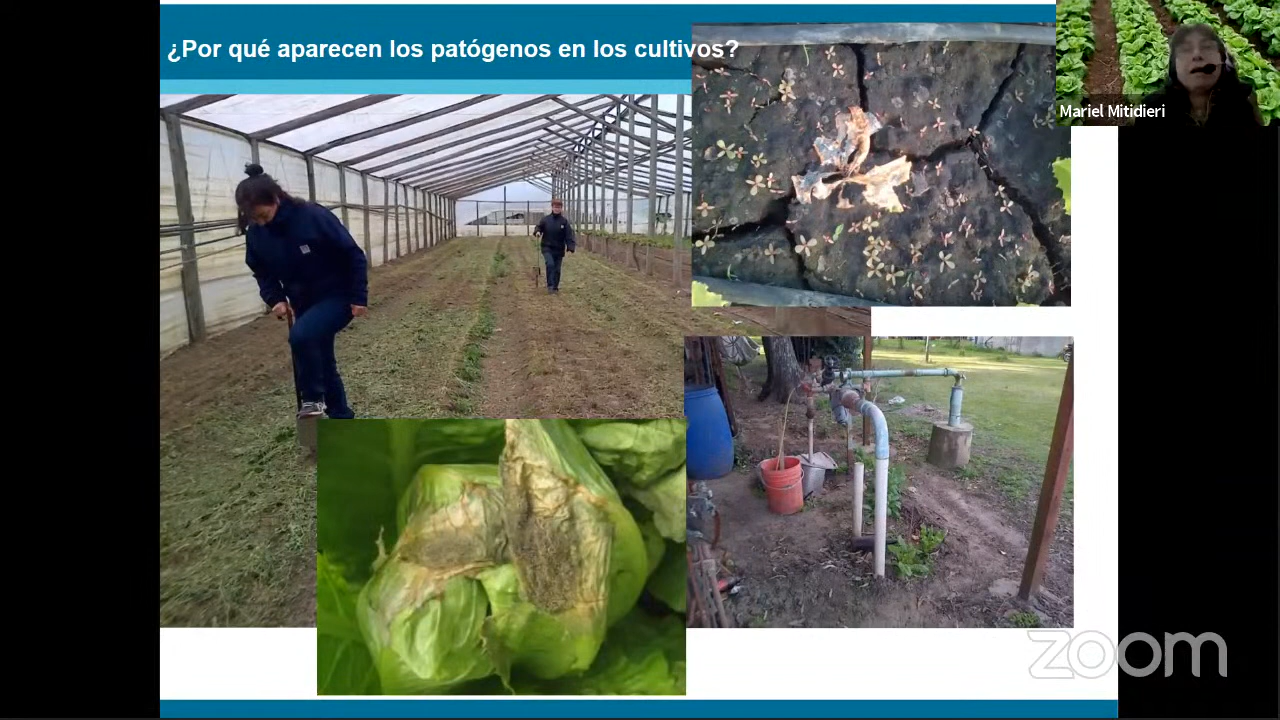 ¿Por qué aparecen los patógenos en los cultivos?
Mariel Mitidieri
zoom